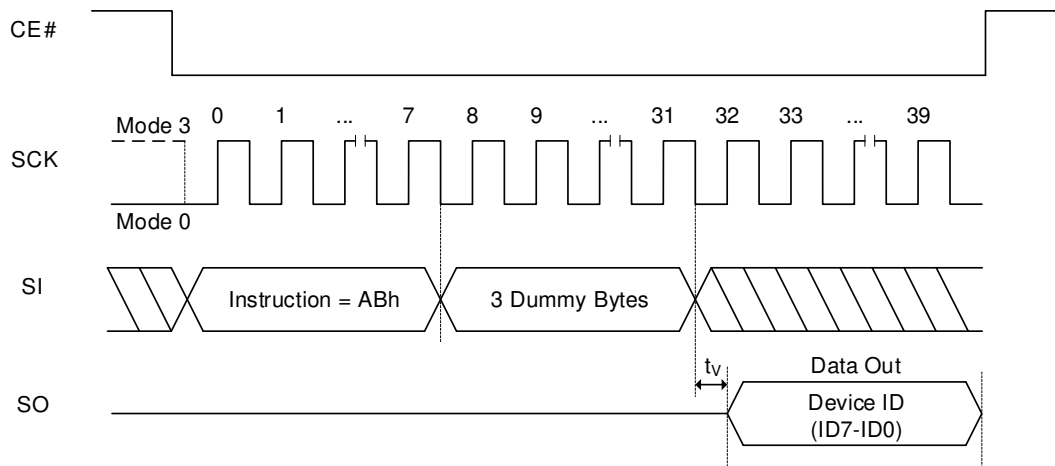 CE#
0 1 ... 7 8 9 ... 31 32 33 ... 39
Mode 3
SCK
Mode 0
SI
Instruction = ABh
3 Dummy Bytes
tV
Data Out
SO
Device ID
(ID7-ID0)